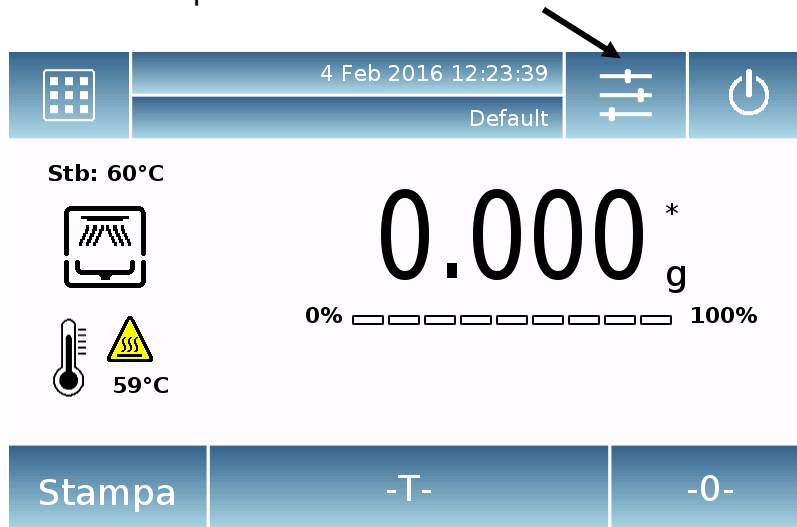 4 Feb 2016 12:23:39
Default
Stb: 60°C
0.000 * g
0% 100%
59°C
Stampa -T- -0-